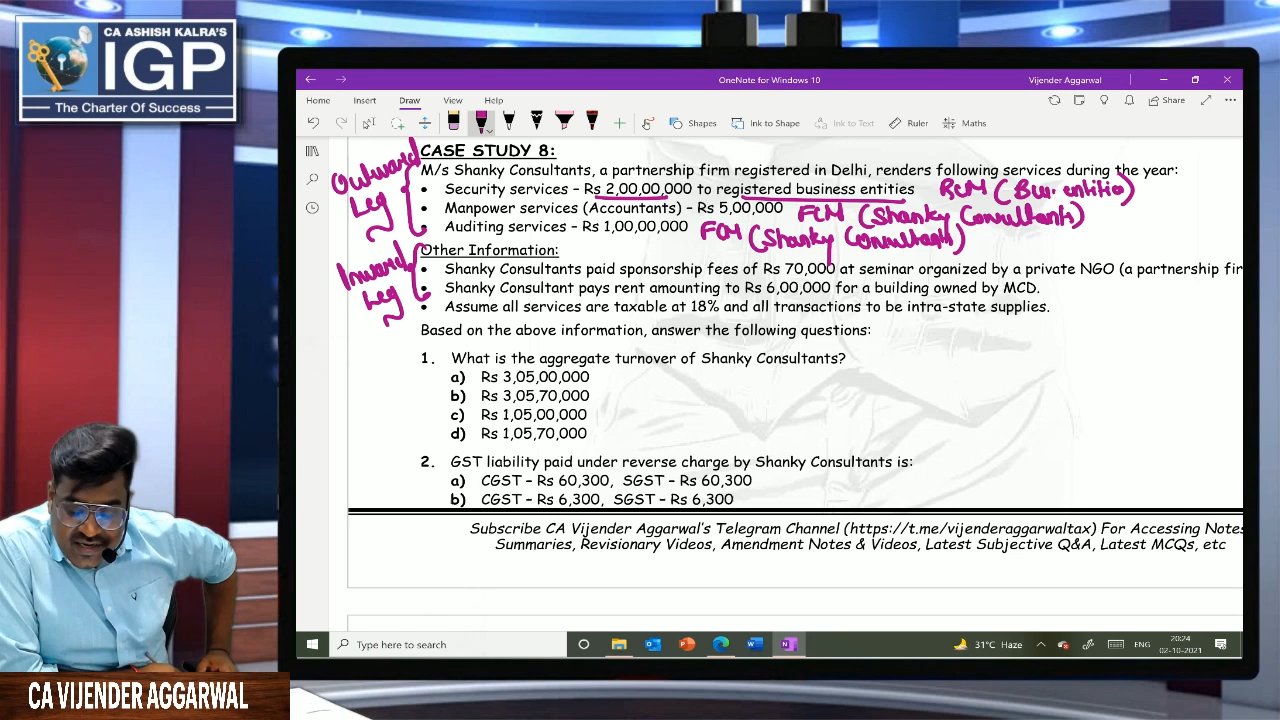 CA ASHISH KALRA'S
IGP
The Charter Of Success
OneNote for Windows 10
Vijender Aggarwal
Home Insert Draw View Help
Share
Shapes Ink to Shape Ink to Text Ruler Maths
CASE STUDY 8:
M/s Shanky Consultants, a partnership firm registered in Delhi, renders following services during the year:
• Security services – Rs 2,00,00,000 to registered business entities RCM (Bus. entities)
• Manpower services (Accountants) – Rs 5,00,000 FCM (Shanky Consultants)
• Auditing services – Rs 1,00,00,000 FCM (Shanky Consultants)
Outward
Leg
Other Information:
• Shanky Consultants paid sponsorship fees of Rs 70,000 at seminar organized by a private NGO (a partnership fir
• Shanky Consultant pays rent amounting to Rs 6,00,000 for a building owned by MCD.
• Assume all services are taxable at 18% and all transactions to be intra-state supplies.
Inward
Leg
Based on the above information, answer the following questions:
1. What is the aggregate turnover of Shanky Consultants?
a) Rs 3,05,00,000
b) Rs 3,05,70,000
c) Rs 1,05,00,000
d) Rs 1,05,70,000
2. GST liability paid under reverse charge by Shanky Consultants is:
a) CGST – Rs 60,300, SGST – Rs 60,300
b) CGST – Rs 6,300, SGST – Rs 6,300
Subscribe CA Vijender Aggarwal's Telegram Channel (https://t.me/vijenderaggarwaltax) For Accessing Notes
Summaries, Revisionary Videos, Amendment Notes & Videos, Latest Subjective Q&A, Latest MCQs, etc
Type here to search
31°C Haze
ENG
20:24
02-10-2021
CA VIJENDER AGGARWAL